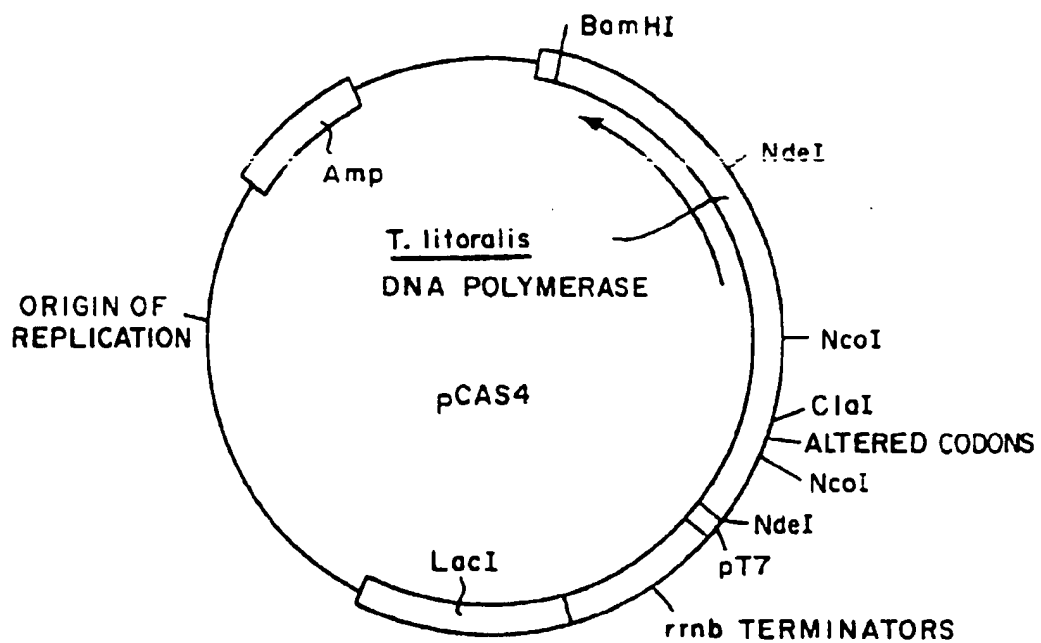 BamHI
NdeI
Amp
T. litoralis
DNA POLYMERASE
ORIGIN OF
REPLICATION
NcoI
pCAS4
ClaI
ALTERED CODONS
NcoI
NdeI
LacI
pT7
rrnb TERMINATORS